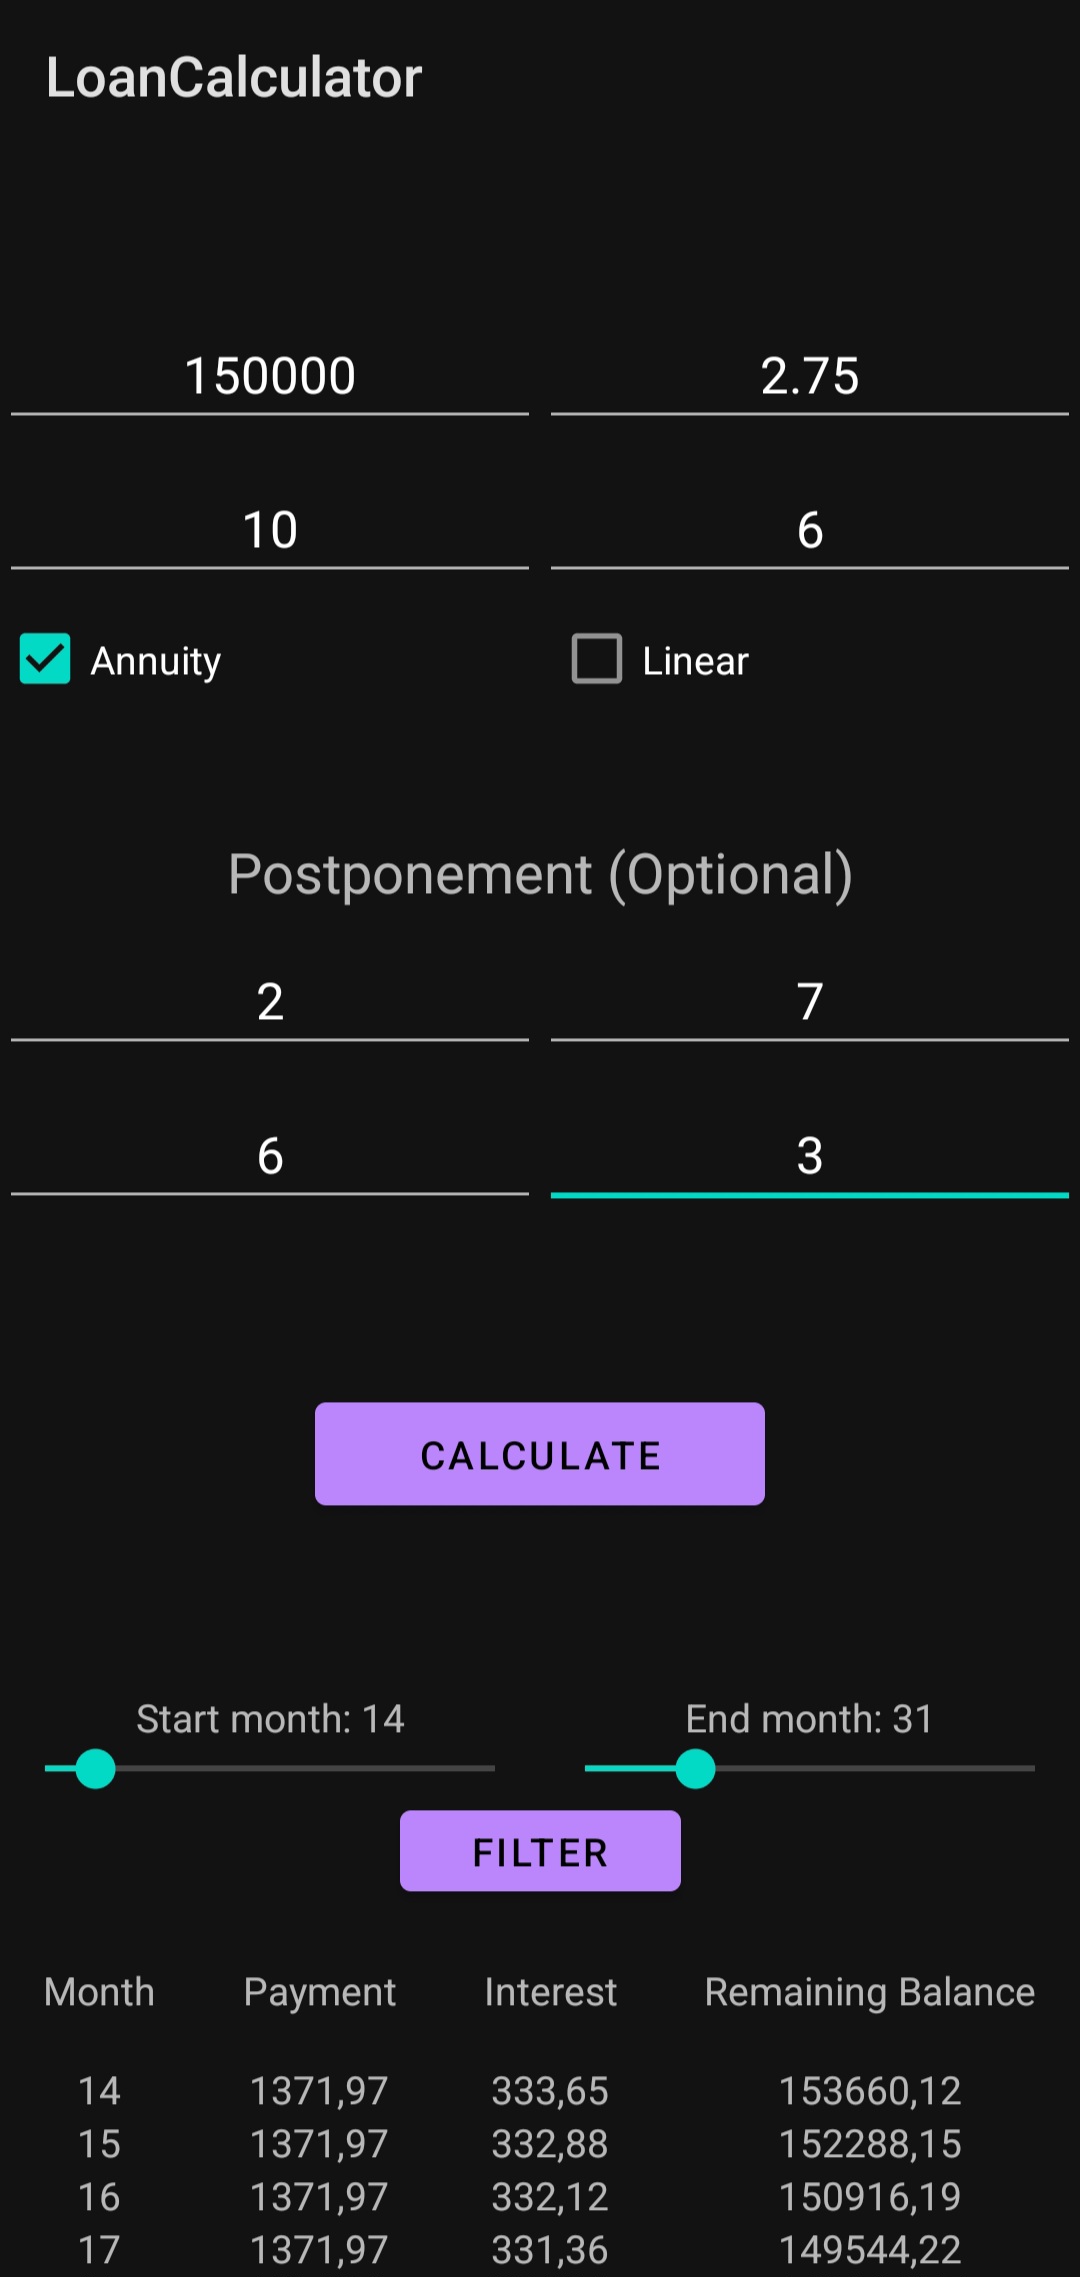 LoanCalculator
150000 2.75
10 6
Annuity Linear
Postponement (Optional)
2 7
6 3
CALCULATE
Start month: 14 End month: 31
FILTER
Month Payment Interest Remaining Balance
14 1371,97 333,65 153660,12
15 1371,97 332,88 152288,15
16 1371,97 332,12 150916,19
17 1371,97 331,36 149544,22